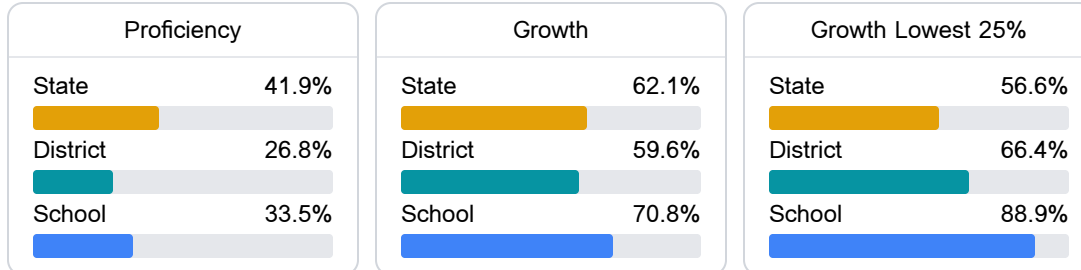 Proficiency
State 41.9%
District 26.8%
School 33.5%
Growth
State 62.1%
District 59.6%
School 70.8%
Growth Lowest 25%
State 56.6%
District 66.4%
School 88.9%